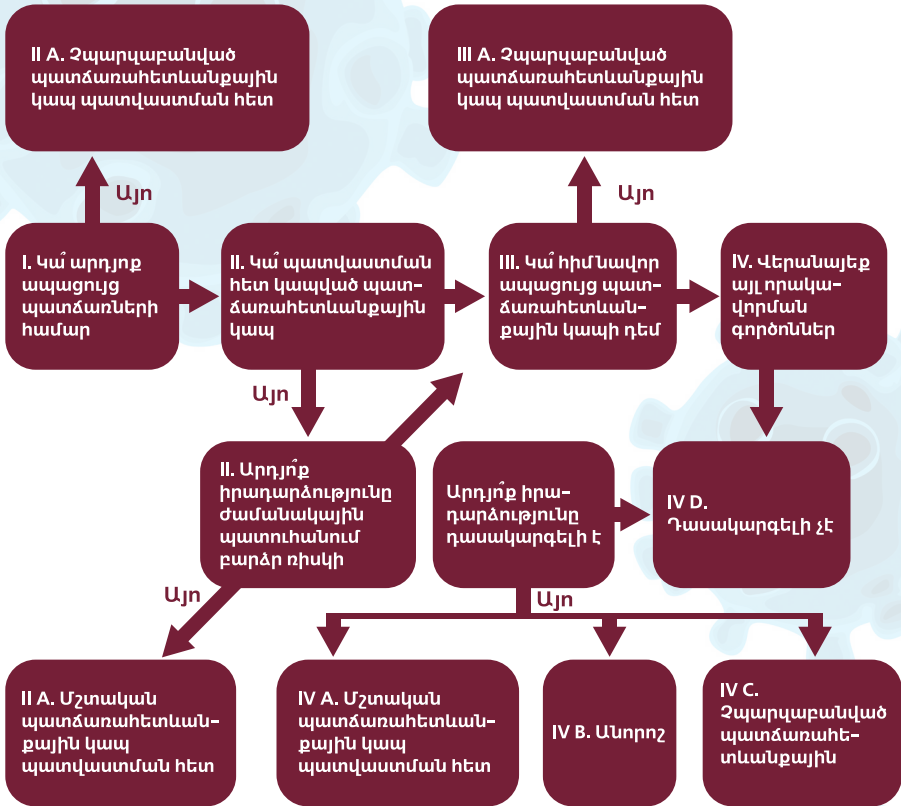 II A. Չպարզաբանված
պատճառահետևանքային
կապ պատվաստման հետ
III A. Չպարզաբանված
պատճառահետևանքային
կապ պատվաստման հետ
Այո
Այո
I. Կա՞ արդյոք
ապացույց
պատճառների
համար
II. Կա՞ պատվաստման
հետ կապված պատ-
ճառահետևանքային
կապ
III. Կա՞ հիմնավոր
ապացույց պատ-
ճառահետևան-
քային կապի դեմ
IV. Վերանայեք
այլ որակա-
վորման
գործոններ
Այո
II. Արդյո՞ք
իրադարձությունը
ժամանակային
պատուհանում
բարձր ռիսկի
Արդյո՞ք իրա-
դարձությունը
դասակարգելի է
IV D.
Դասակարգելի չէ
Այո
Այո
II A. Մշտական
պատճառահետևան-
քային կապ
պատվաստման հետ
IV A. Մշտական
պատճառահետևան-
քային կապ
պատվաստման հետ
IV B. Անորոշ
IV C.
Չպարզաբանված
պատճառահե-
տևանքային